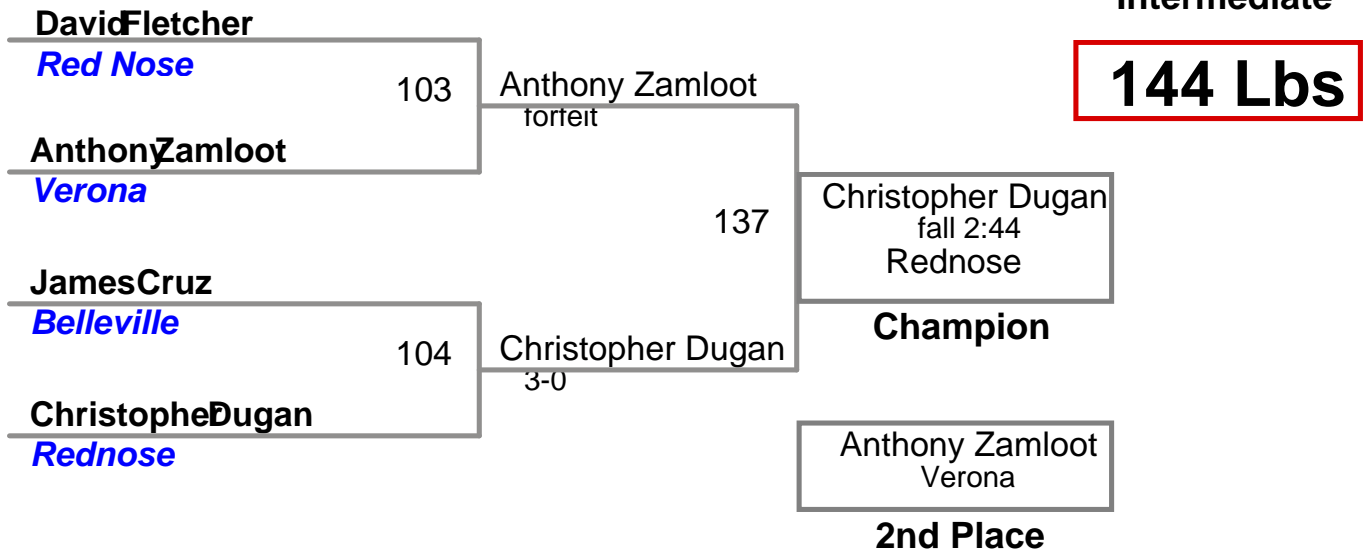 Intermediate
144 Lbs
David Fletcher
Red Nose
103
Anthony Zamloot
forfeit
Anthony Zamloot
Verona
137
Christopher Dugan
fall 2:44
Rednose
Champion
James Cruz
Belleville
104
Christopher Dugan
3-0
Christopher Dugan
Rednose
Anthony Zamloot
Verona
2nd Place